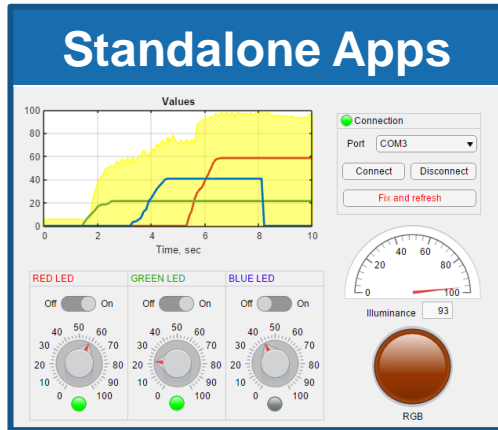 Standalone Apps
Values
100
80
60
40
20
0
0 2 4 6 8 10
Time, sec
Connection
Port COM3
Connect Disconnect
Fix and refresh
0 20 40 60 80 100
Illuminance 93
RGB
RED LED
Off On
0 10 20 30 40 50 60 70 80 90 100
GREEN LED
Off On
0 10 20 30 40 50 60 70 80 90 100
BLUE LED
Off On
0 10 20 30 40 50 60 70 80 90 100